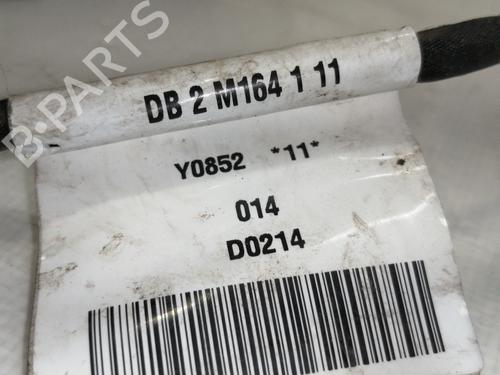 B-PARTS
DB 2 M164 1 11
Y0852 *11*
014
D0214